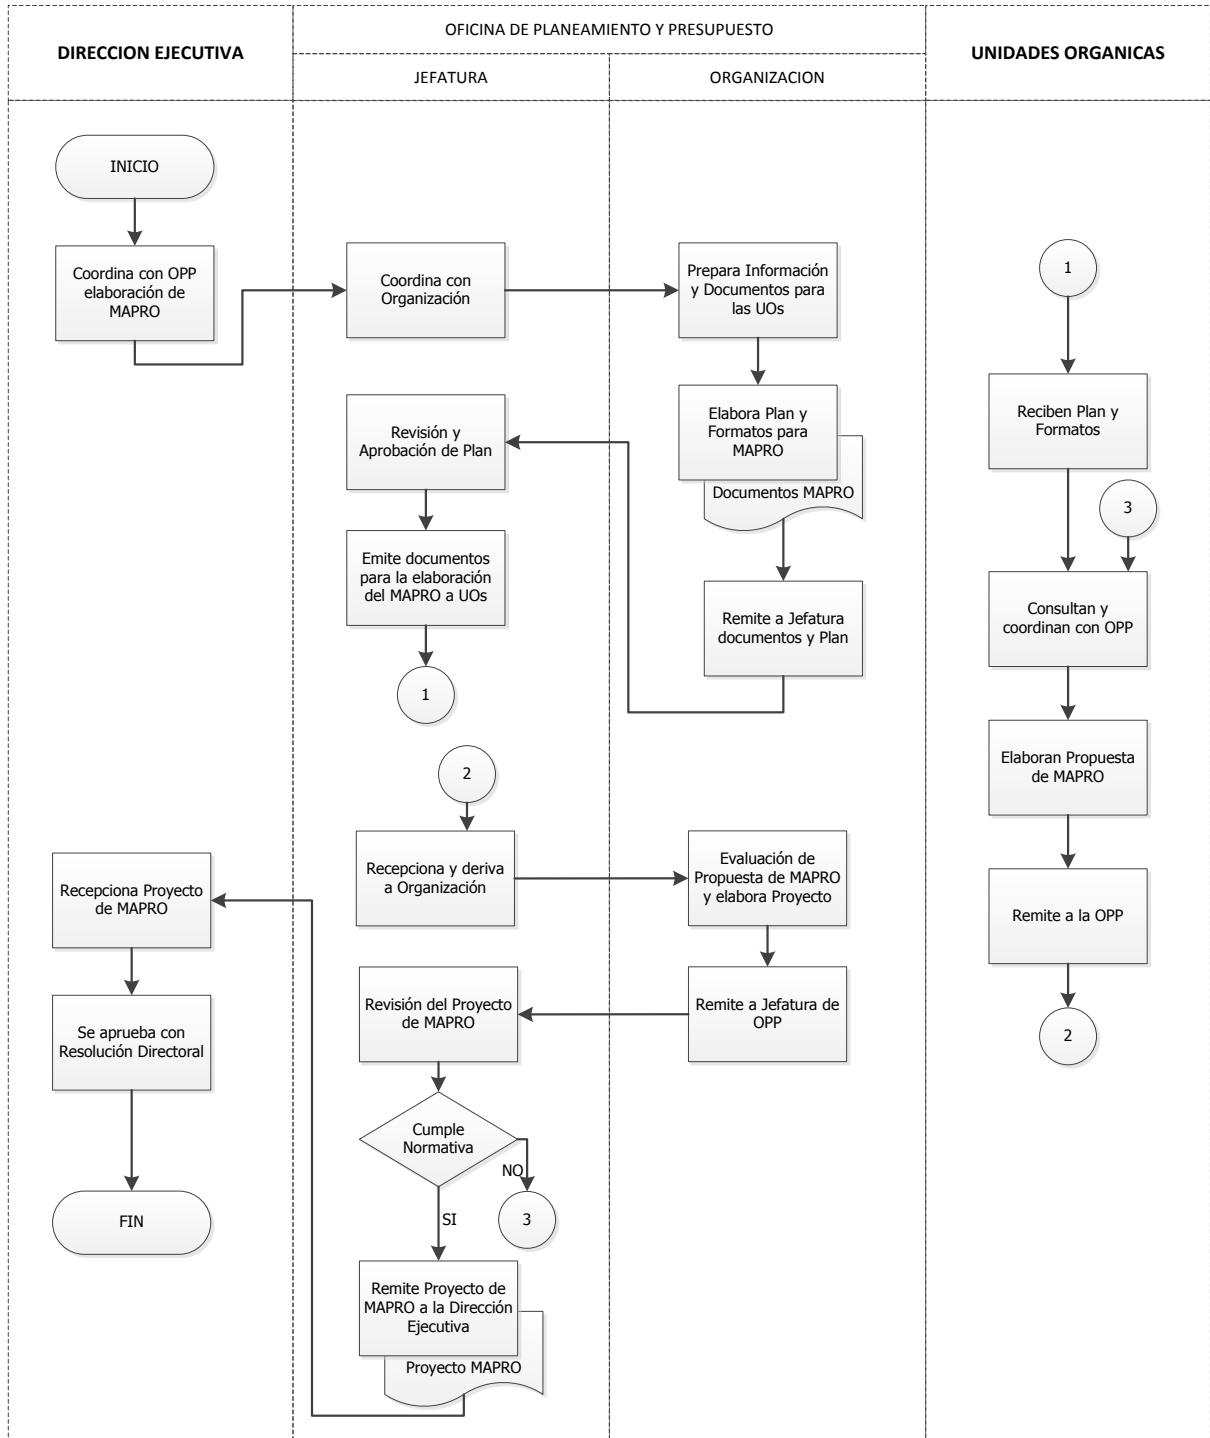 OFICINA DE PLANEAMIENTO Y PRESUPUESTO
DIRECCION EJECUTIVA
UNIDADES ORGANICAS
JEFATURA
ORGANIZACION
INICIO
Coordina con OPP
elaboración de
MAPRO
Coordina con
Organización
Prepara Información
y Documentos para
las UOs
1
Revisión y
Aprobación de Plan
Elabora Plan y
Formatos para
MAPRO
Documentos MAPRO
Reciben Plan y
Formatos
3
Emite documentos
para la elaboración
del MAPRO a UOs
Remite a Jefatura
documentos y Plan
Consultan y
coordinan con OPP
1
2
Elaboran Propuesta
de MAPRO
Recepciona Proyecto
de MAPRO
Recepciona y deriva
a Organización
Evaluación de
Propuesta de MAPRO
y elabora Proyecto
Remite a la OPP
Se aprueba con
Resolución Directoral
Revisión del Proyecto
de MAPRO
Remite a Jefatura de
OPP
2
Cumple
Normativa
NO
SI
3
FIN
Remite Proyecto de
MAPRO a la Dirección
Ejecutiva
Proyecto MAPRO